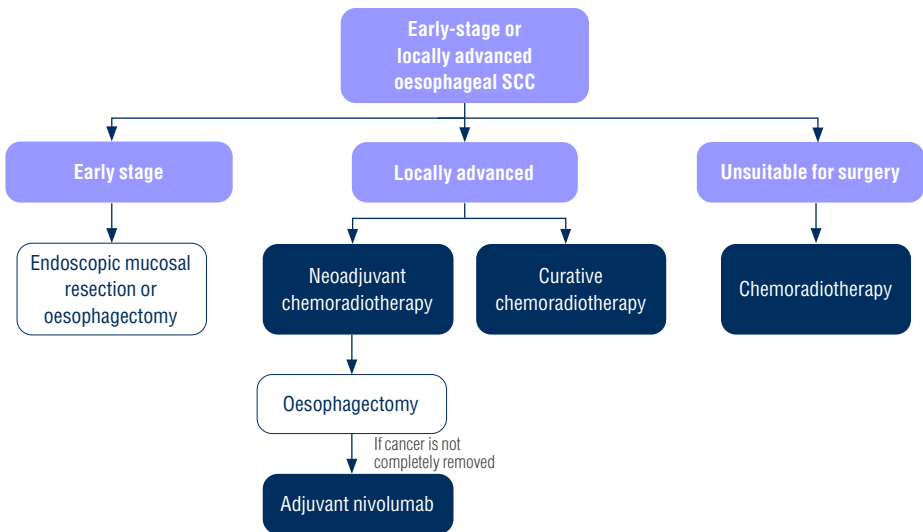 Early-stage or
locally advanced
oesophageal SCC
Early stage
Locally advanced
Unsuitable for surgery
Endoscopic mucosal
resection or
oesophagectomy
Neoadjuvant
chemoradiotherapy
Curative
chemoradiotherapy
Chemoradiotherapy
Oesophagectomy
If cancer is not
completely removed
Adjuvant nivolumab